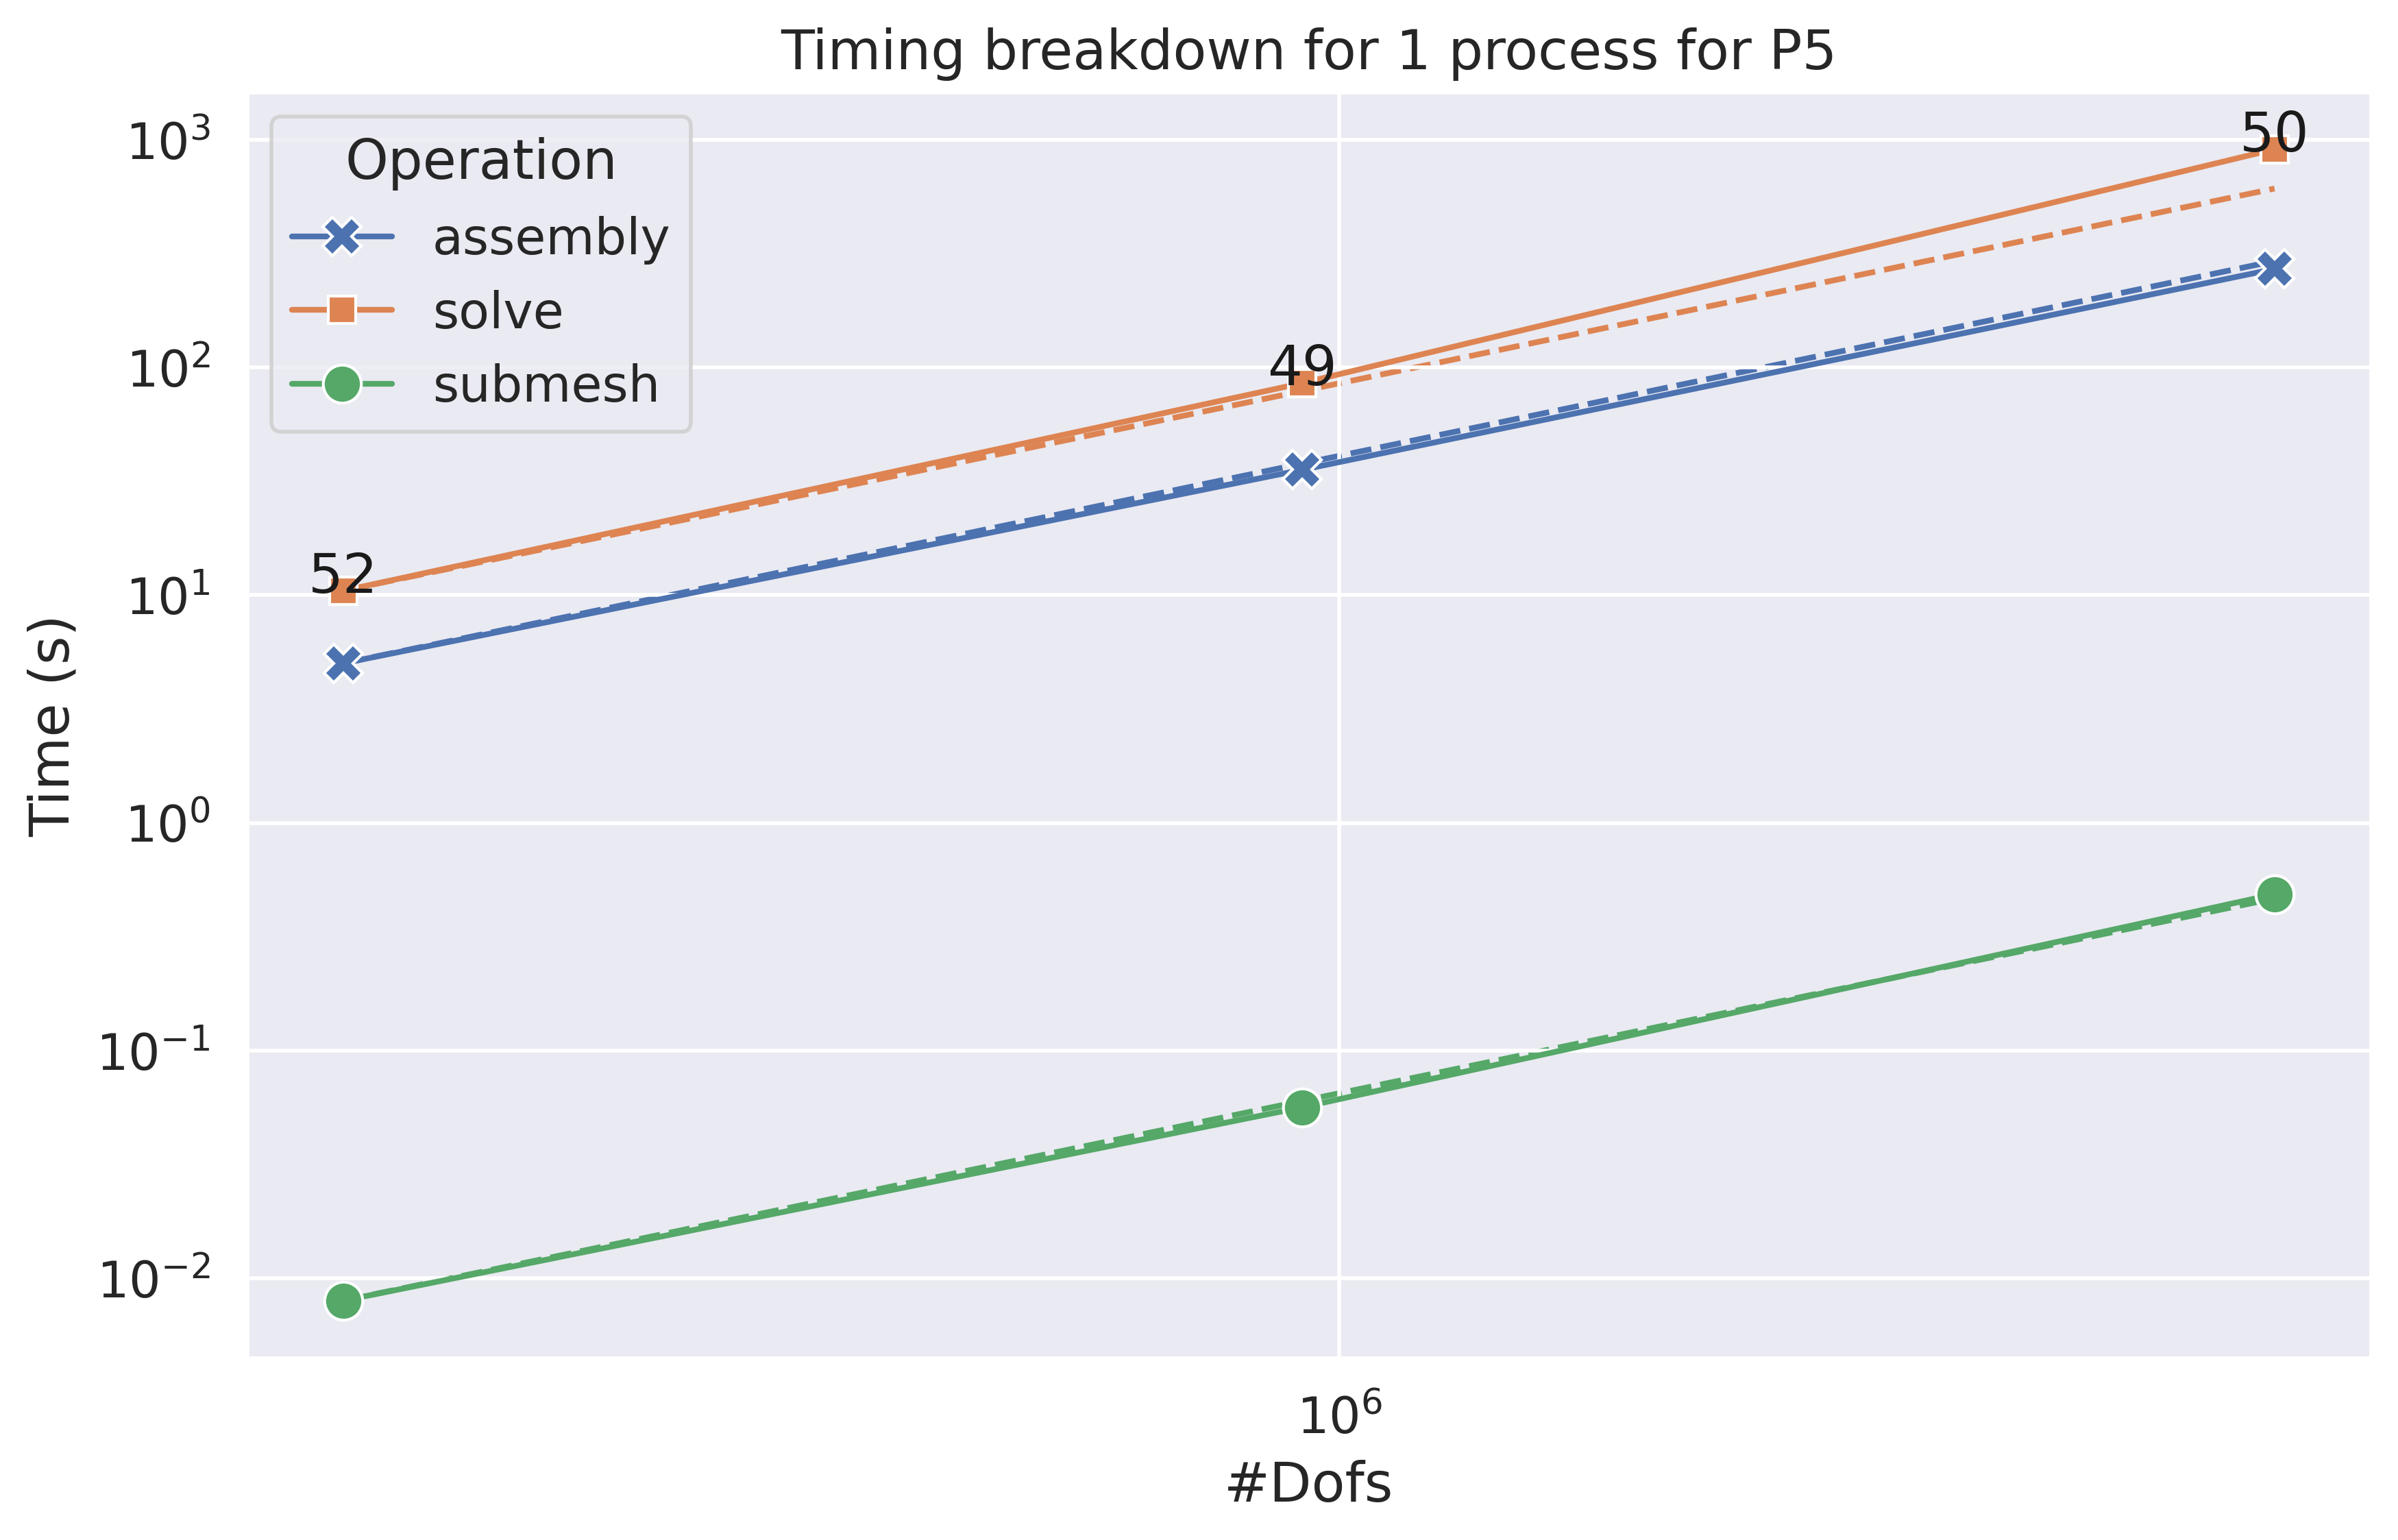 Timing breakdown for 1 process for P5
Operation
assembly
solve
submesh
10³
10²
10¹
10⁰
10⁻¹
10⁻²
Time (s)
52
49
50
10⁶
#Dofs